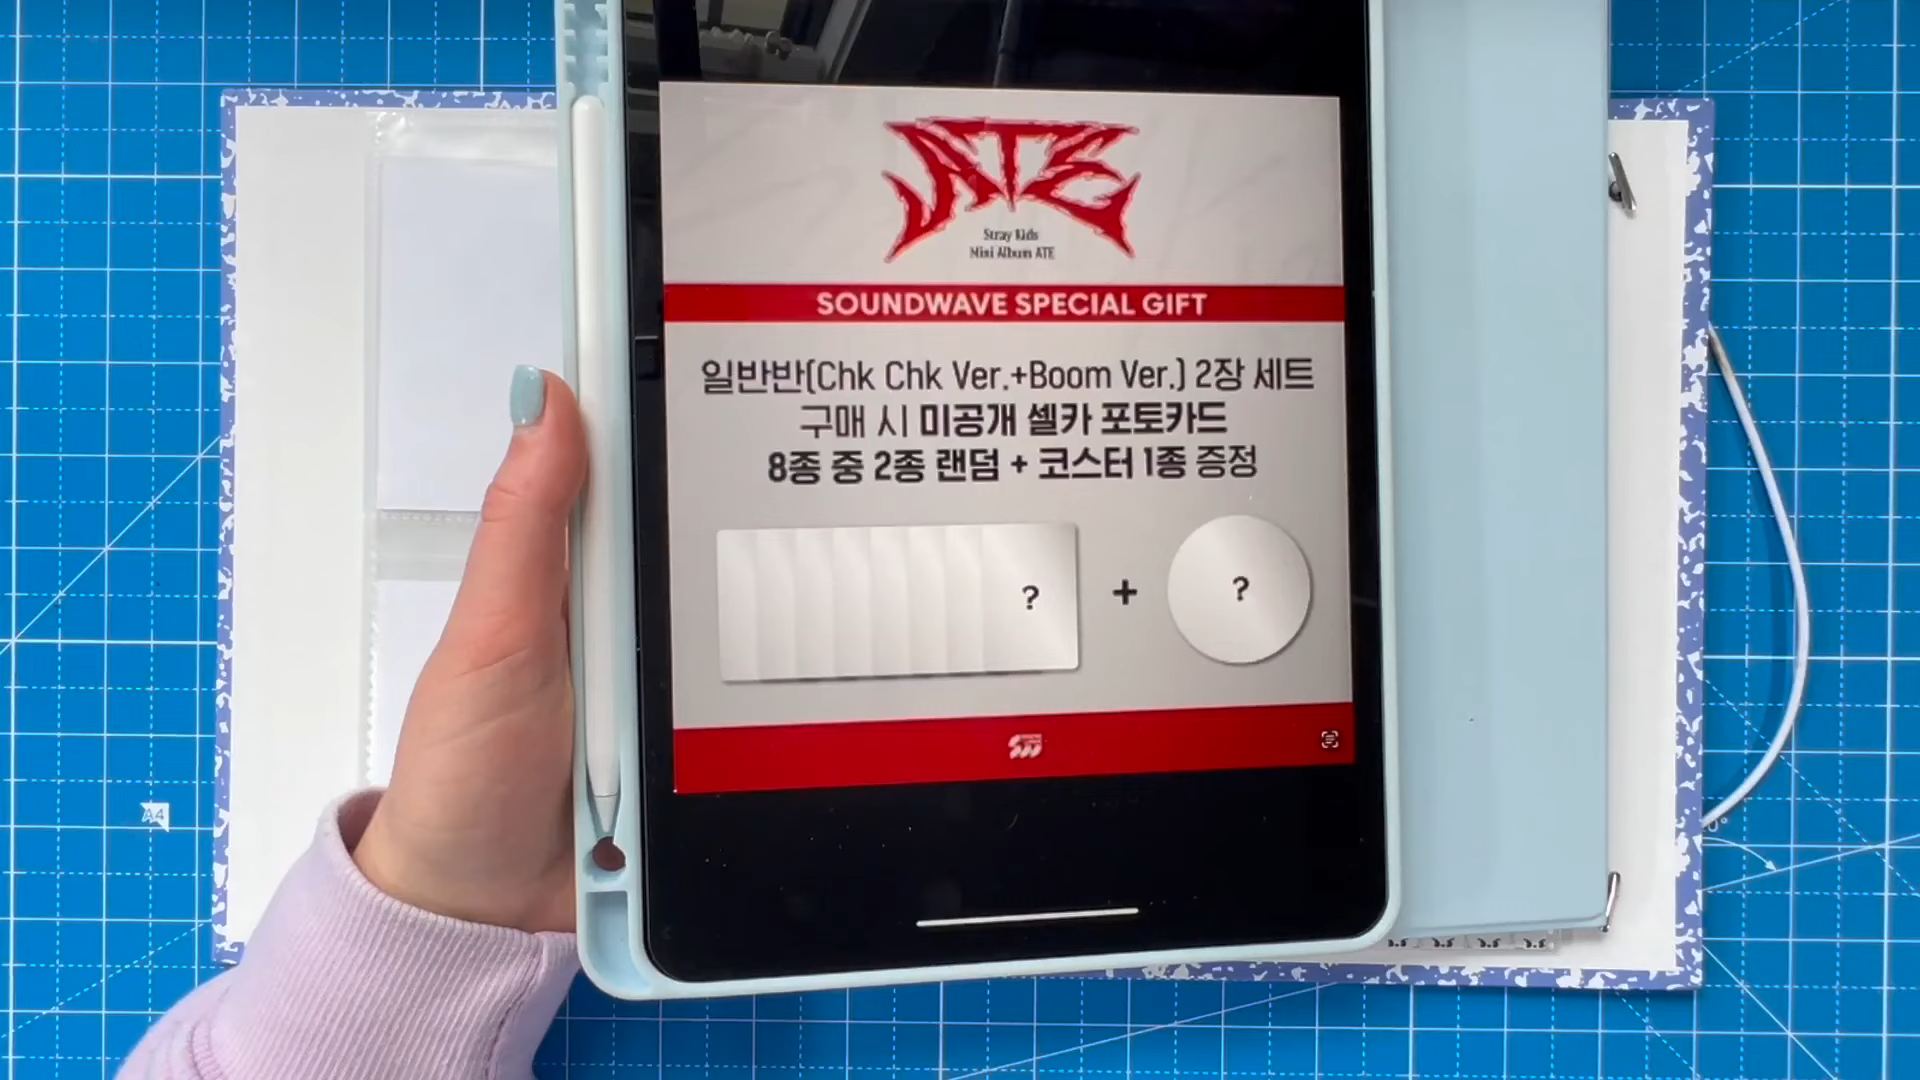 ATE
Stray Kids
Mini Album ATE
SOUNDWAVE SPECIAL GIFT
일반반(Chk Chk Ver.+Boom Ver.) 2장 세트
구매 시 미공개 셀카 포토카드
8종 중 2종 랜덤 + 코스터 1종 증정
?
+
?
A4